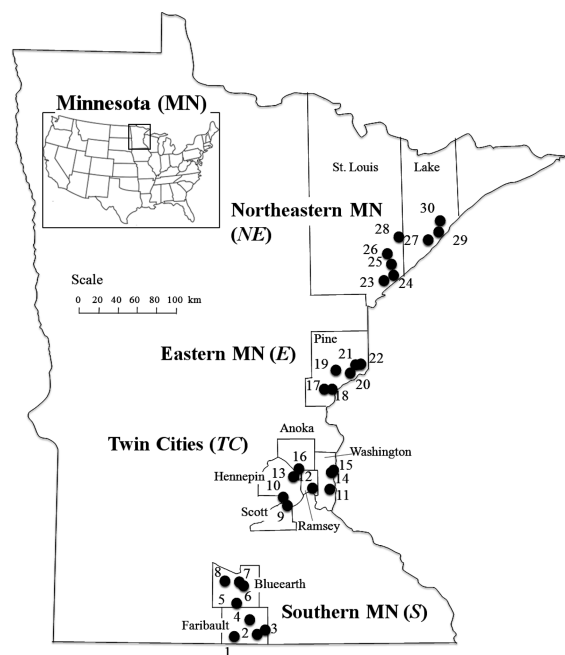 Minnesota (MN)
St. Louis
Lake
Northeastern MN
(NE)
30
28
27
29
26
25
23
24
Scale
0 20 40 60 80 100 km
Pine
Eastern MN (E)
21
22
19
20
17
18
Anoka
Twin Cities (TC)
Washington
16
15
Hennepin
13
12
14
10
11
Scott
9
Ramsey
8
7
Blueearth
5
6
Southern MN (S)
4
Faribault
2
3
1